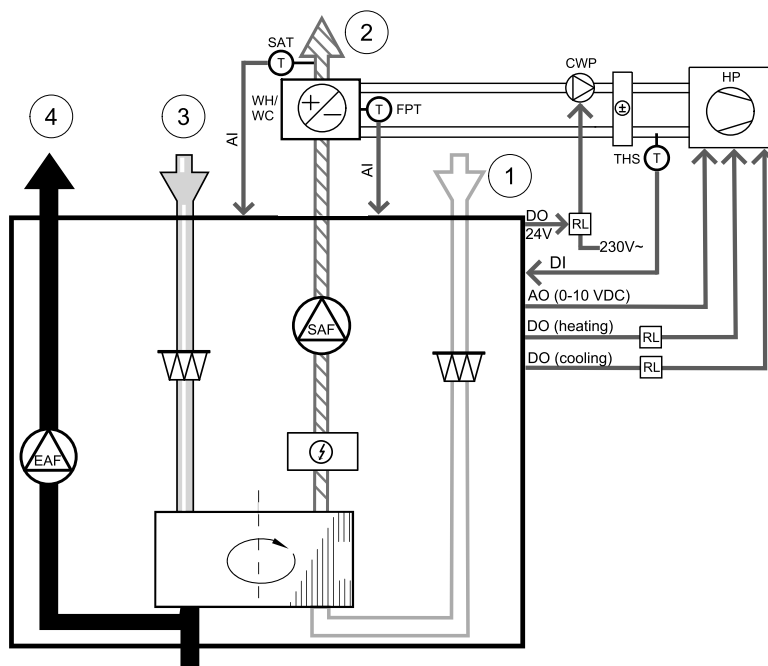 SAT
2
CWP
HP
T
4
3
WH/
WC
+
−
T
FPT
±
AI
AI
THS
T
1
DO
24V
RL
230V~
DI
AO (0-10 VDC)
SAF
DO (heating)
RL
DO (cooling)
RL
EAF